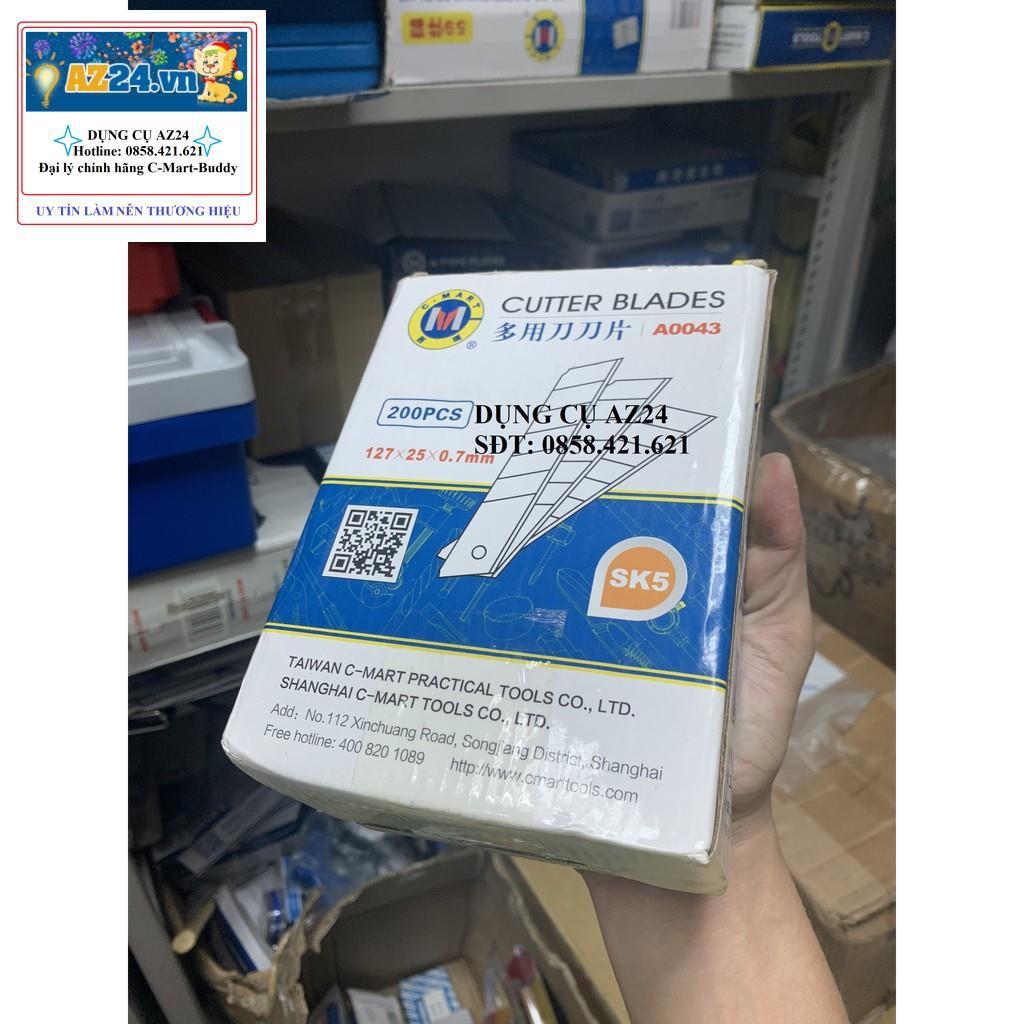 AZ24.vn
DỤNG CỤ AZ24
Hotline: 0858.421.621
Đại lý chính hãng C-Mart-Buddy
UY TÍN LÀM NÊN THƯƠNG HIỆU
C-MART
CUTTER BLADES
多用刀刀片 | A0043
200PCS
DỤNG CỤ AZ24
127×25×0.7mm
SĐT: 0858.421.621
SK5
TAIWAN C-MART PRACTICAL TOOLS CO., LTD.
SHANGHAI C-MART TOOLS CO., LTD.
Add: No.112 Xinchuang Road, Songjiang District, Shanghai
Free hotline: 400 820 1089 http://www.cmarttools.com